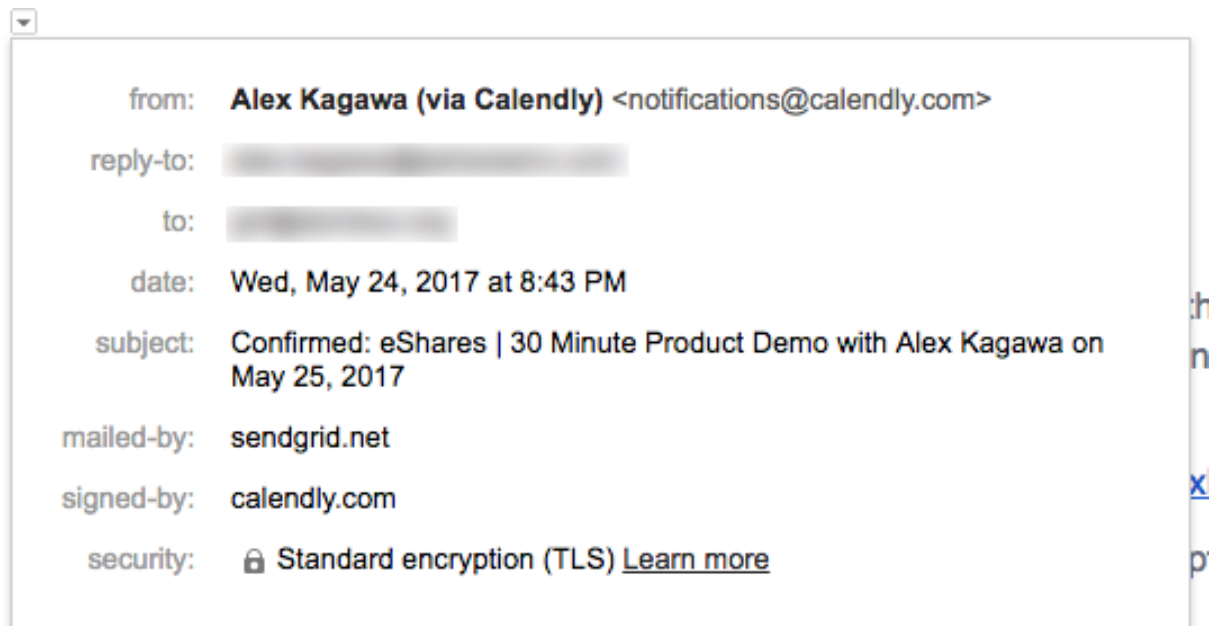 from: Alex Kagawa (via Calendly) <notifications@calendly.com>
reply-to:
to:
date: Wed, May 24, 2017 at 8:43 PM
subject: Confirmed: eShares | 30 Minute Product Demo with Alex Kagawa on
May 25, 2017
mailed-by: sendgrid.net
signed-by: calendly.com
security: Standard encryption (TLS) Learn more